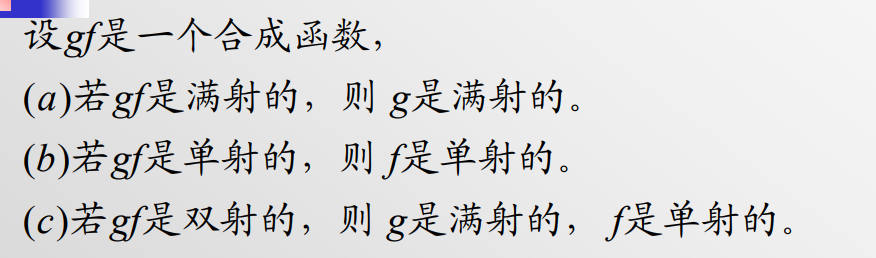 设gf是一个合成函数，
(a)若gf是满射的，则 g是满射的。
(b)若gf是单射的，则 f是单射的。
(c)若gf是双射的，则 g是满射的， f是单射的。